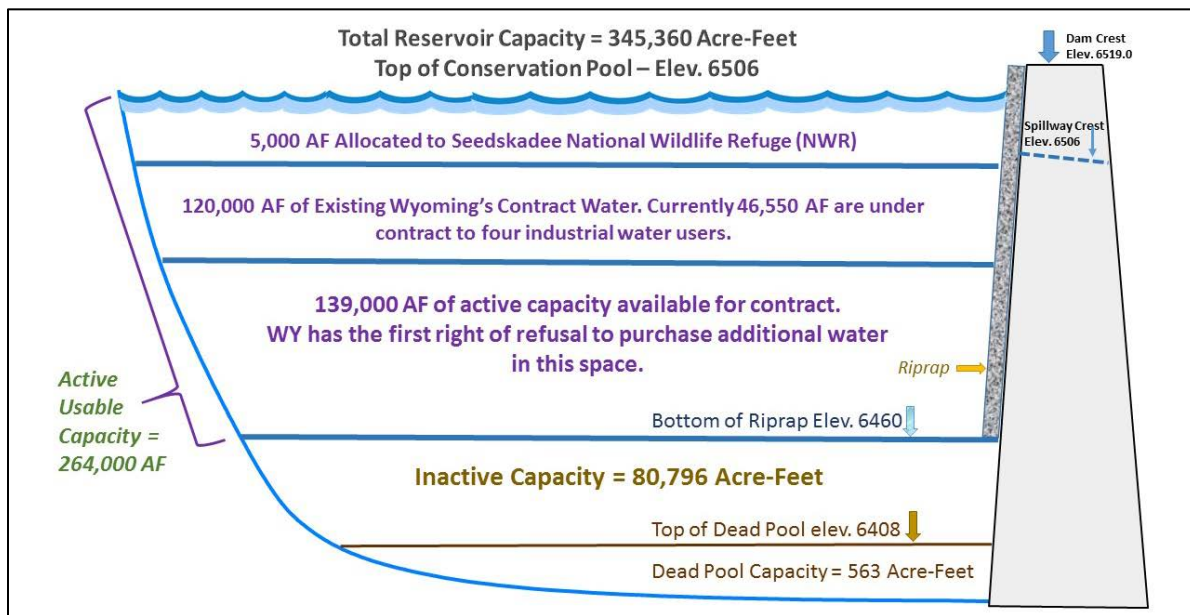 Total Reservoir Capacity = 345,360 Acre-Feet
Top of Conservation Pool – Elev. 6506
Dam Crest
Elev. 6519.0
Spillway Crest
Elev. 6506
5,000 AF Allocated to Seedskadee National Wildlife Refuge (NWR)
120,000 AF of Existing Wyoming's Contract Water. Currently 46,550 AF are under
contract to four industrial water users.
139,000 AF of active capacity available for contract.
WY has the first right of refusal to purchase additional water
in this space.
Riprap
Active
Usable
Capacity =
264,000 AF
Bottom of Riprap Elev. 6460
Inactive Capacity = 80,796 Acre-Feet
Top of Dead Pool elev. 6408
Dead Pool Capacity = 563 Acre-Feet